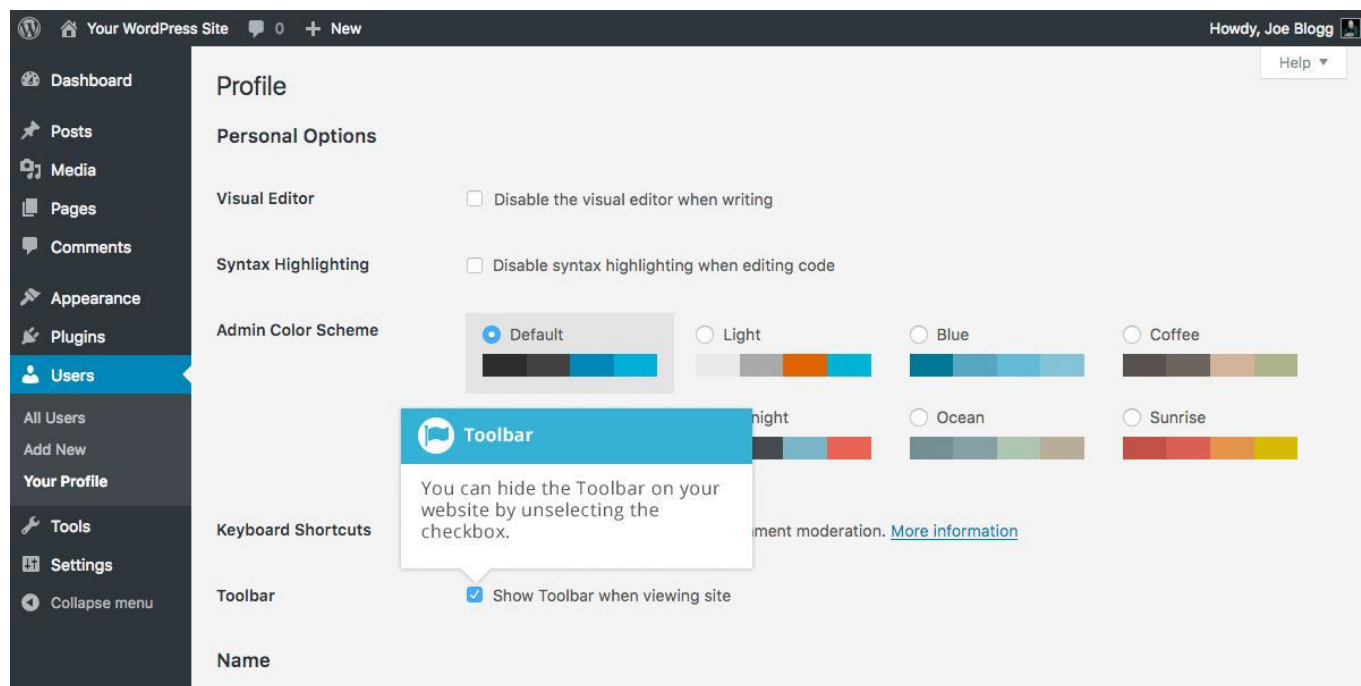 Your WordPress Site 0 + New Howdy, Joe Blogg
Help ▼
Dashboard
Posts
Media
Pages
Comments
Appearance
Plugins
Users
All Users
Add New
Your Profile
Tools
Settings
Collapse menu
Profile
Personal Options
Visual Editor Disable the visual editor when writing
Syntax Highlighting Disable syntax highlighting when editing code
Admin Color Scheme Default Light Blue Coffee
night Ocean Sunrise
Toolbar
You can hide the Toolbar on your
website by unselecting the
checkbox.
Keyboard Shortcuts ment moderation. More information
Toolbar Show Toolbar when viewing site
Name